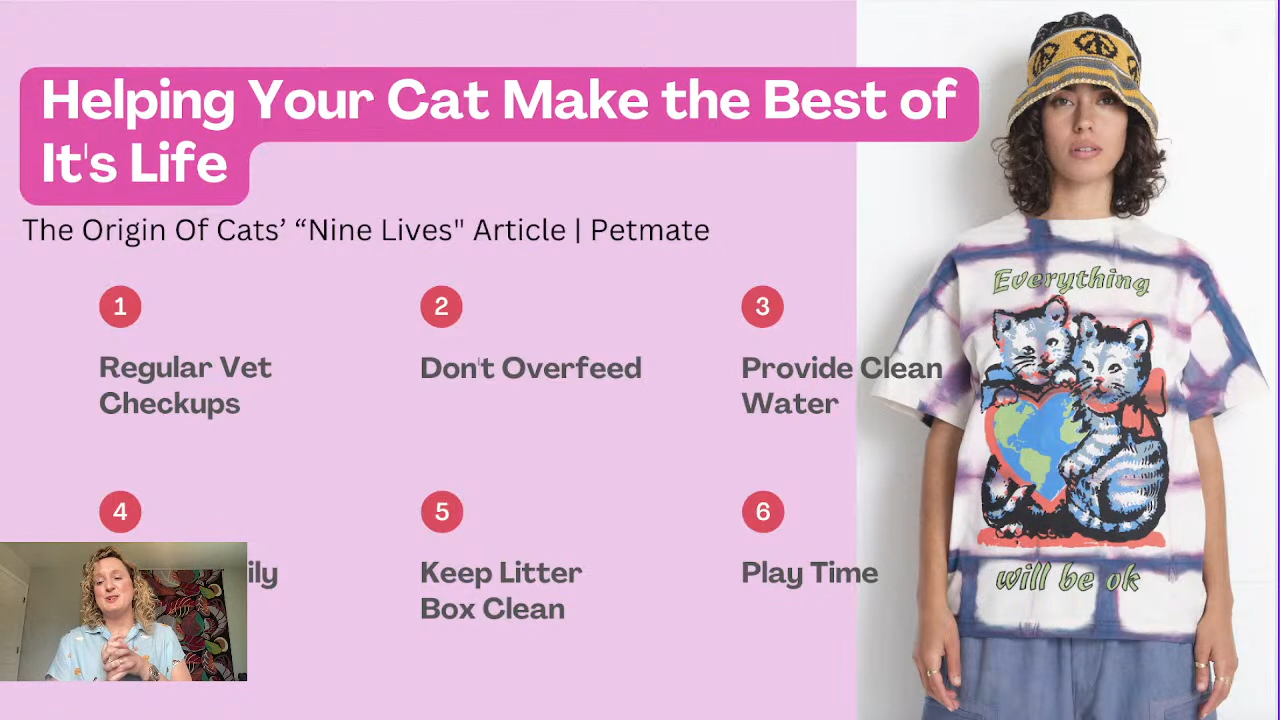 Helping Your Cat Make the Best of
It's Life
The Origin Of Cats’ “Nine Lives" Article | Petmate
1
2
3
Regular Vet
Checkups
Don't Overfeed
Provide Clean
Water
4
5
6
Keep Litter
Box Clean
Play Time
Everything
will be ok